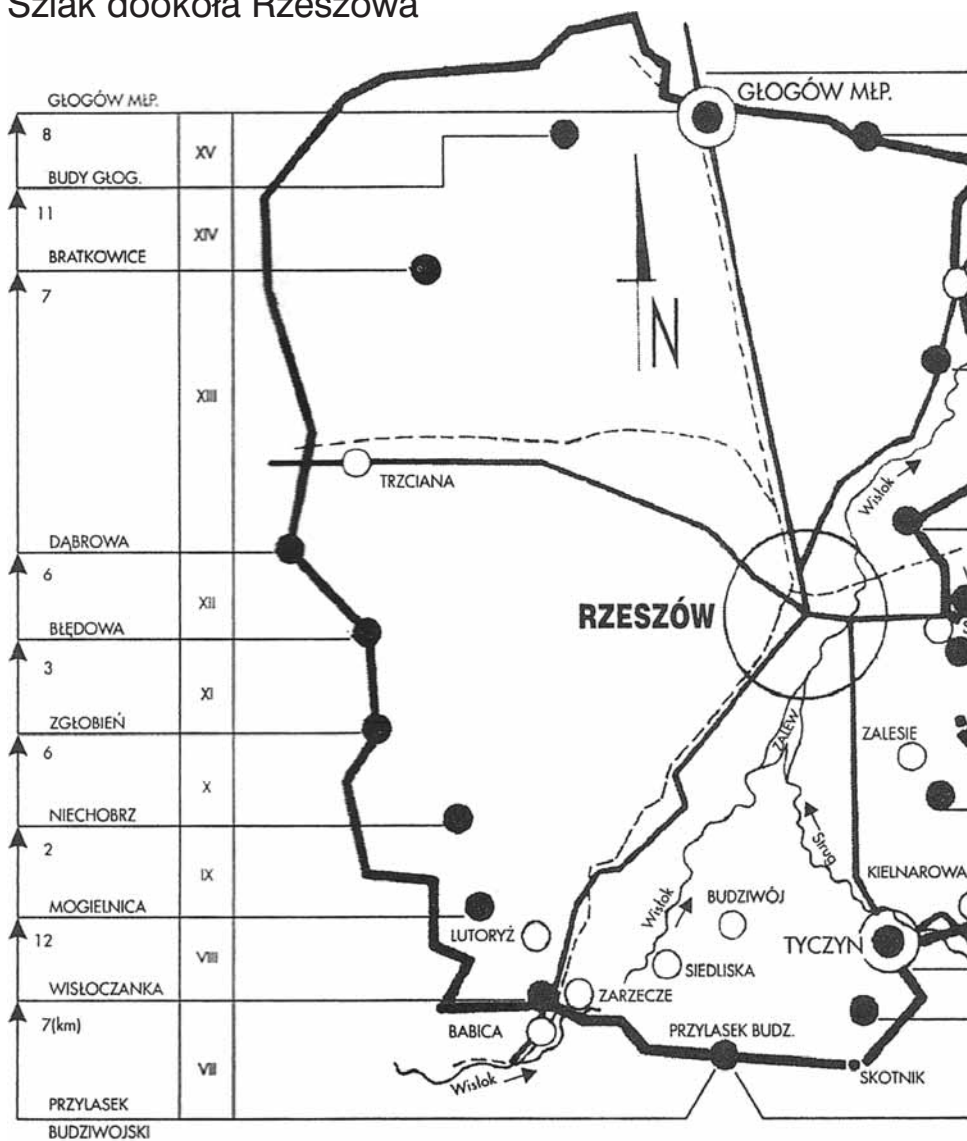 Szlak dookoła Rzeszowa
GŁOGÓW MŁP.
8
XV
BUDY GŁOG.
11
XIV
BRATKOWICE
7
XIII
DĄBROWA
6
XII
BŁĘDOWA
3
XI
ZGŁOBIEŃ
6
X
NIECHOBRZ
2
IX
MOGIELNICA
12
VIII
WISŁOCZANKA
7(km)
VII
PRZYLASEK
BUDZIWOJSKI
GŁOGÓW MŁP.
N
TRZCIANA
Wisłok
RZESZÓW
ZALEW
ZALESIE
Strug
KIELNAROWA
Wisłok
BUDZIWÓJ
LUTORYŻ
TYCZYN
SIEDLISKA
ZARZECZE
BABICA
PRZYLASEK BUDZ.
SKOTNIK
Wisłok